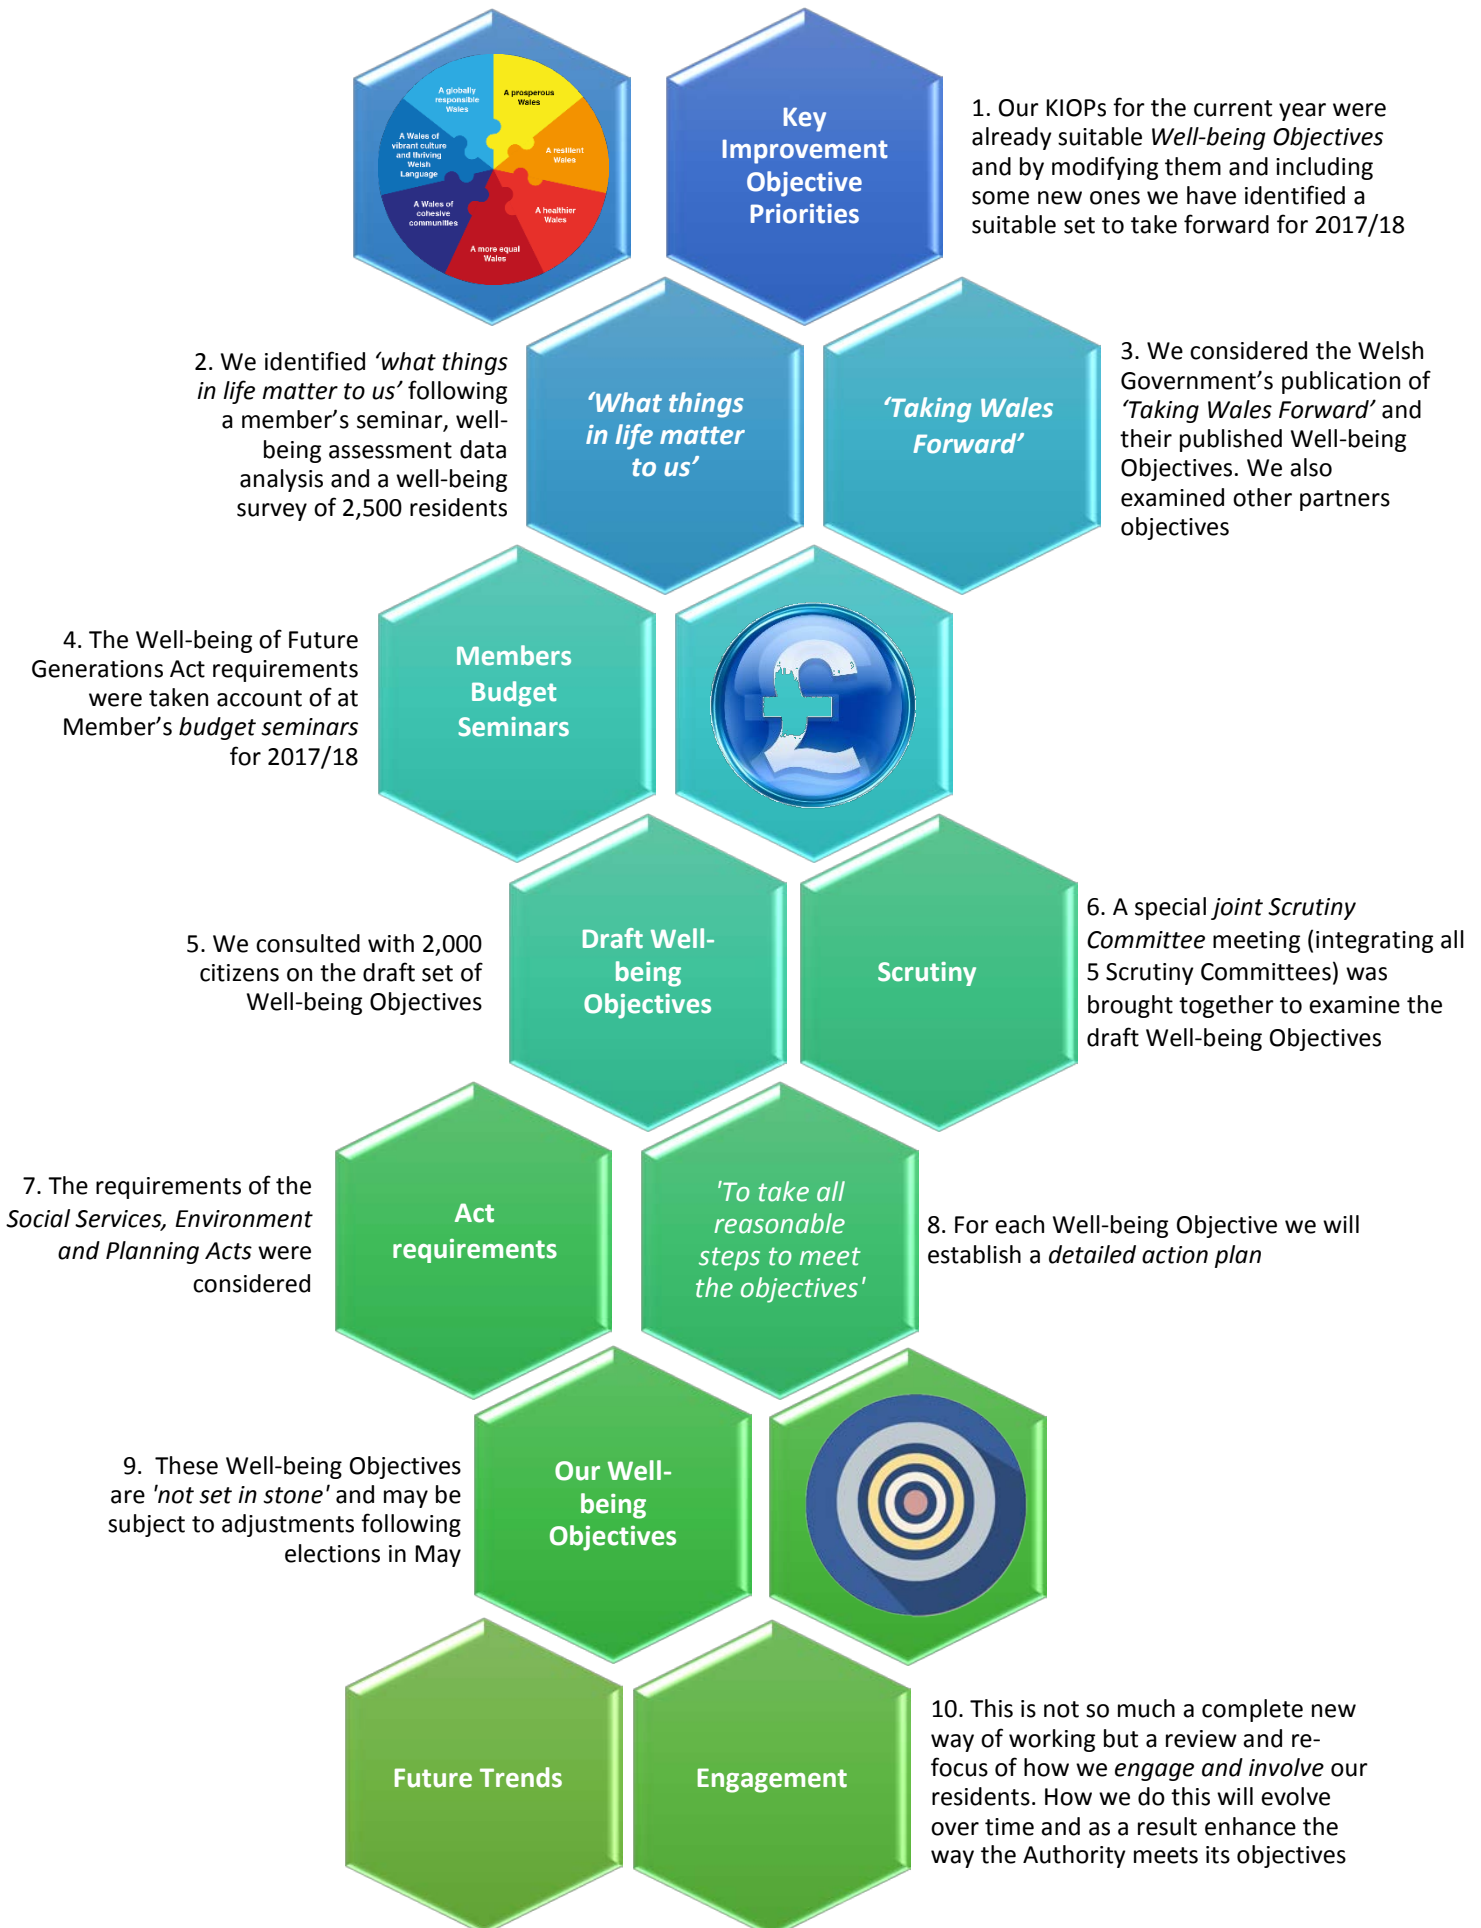 A globally
responsible
Wales
A prosperous
Wales
A Wales of
vibrant culture
and thriving
Welsh
Language
A resilient
Wales
A Wales of
cohesive
communities
A healthier
Wales
A more equal
Wales
Key
Improvement
Objective
Priorities
1. Our KIOPs for the current year were
already suitable Well-being Objectives
and by modifying them and including
some new ones we have identified a
suitable set to take forward for 2017/18
2. We identified ‘what things
in life matter to us’ following
a member’s seminar, well-
being assessment data
analysis and a well-being
survey of 2,500 residents
‘What things
in life matter
to us’
‘Taking Wales
Forward’
3. We considered the Welsh
Government’s publication of
‘Taking Wales Forward’ and
their published Well-being
Objectives. We also
examined other partners
objectives
4. The Well-being of Future
Generations Act requirements
were taken account of at
Member’s budget seminars
for 2017/18
Members
Budget
Seminars
£
5. We consulted with 2,000
citizens on the draft set of
Well-being Objectives
Draft Well-
being
Objectives
Scrutiny
6. A special joint Scrutiny
Committee meeting (integrating all
5 Scrutiny Committees) was
brought together to examine the
draft Well-being Objectives
7. The requirements of the
Social Services, Environment
and Planning Acts were
considered
Act
requirements
'To take all
reasonable
steps to meet
the objectives'
8. For each Well-being Objective we will
establish a detailed action plan
9. These Well-being Objectives
are 'not set in stone' and may be
subject to adjustments following
elections in May
Our Well-
being
Objectives
Future Trends
Engagement
10. This is not so much a complete new
way of working but a review and re-
focus of how we engage and involve our
residents. How we do this will evolve
over time and as a result enhance the
way the Authority meets its objectives